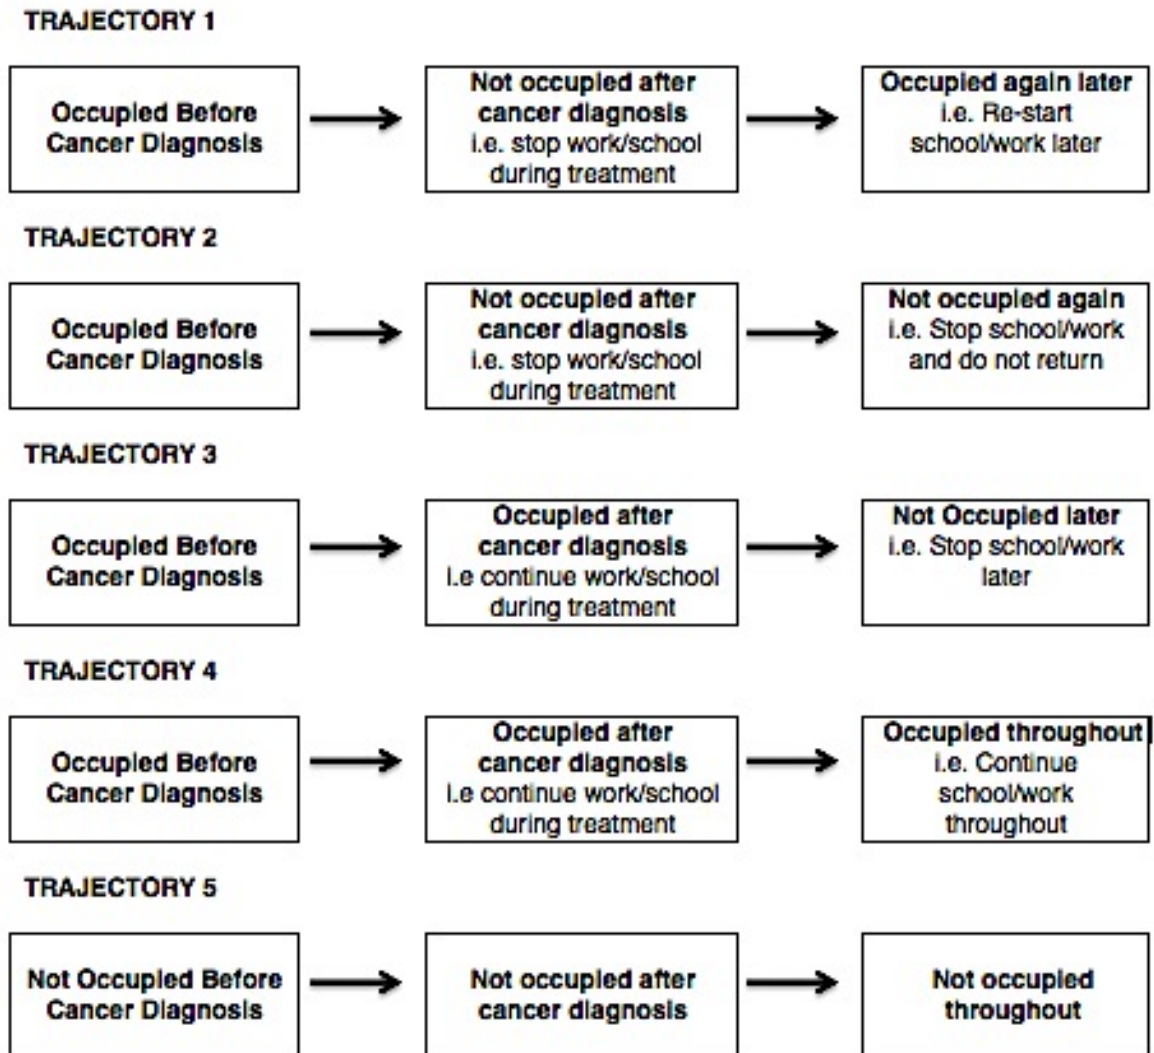 TRAJECTORY 1
Occupied Before
Cancer Diagnosis
Not occupied after
cancer diagnosis
i.e. stop work/school
during treatment
Occupied again later
i.e. Re-start
school/work later
TRAJECTORY 2
Occupied Before
Cancer Diagnosis
Not occupied after
cancer diagnosis
i.e. stop work/school
during treatment
Not occupied again
i.e. Stop school/work
and do not return
TRAJECTORY 3
Occupied Before
Cancer Diagnosis
Occupied after
cancer diagnosis
i.e continue work/school
during treatment
Not Occupied later
i.e. Stop school/work
later
TRAJECTORY 4
Occupied Before
Cancer Diagnosis
Occupied after
cancer diagnosis
i.e continue work/school
during treatment
Occupied throughout
i.e. Continue
school/work
throughout
TRAJECTORY 5
Not Occupied Before
Cancer Diagnosis
Not occupied after
cancer diagnosis
Not occupied
throughout